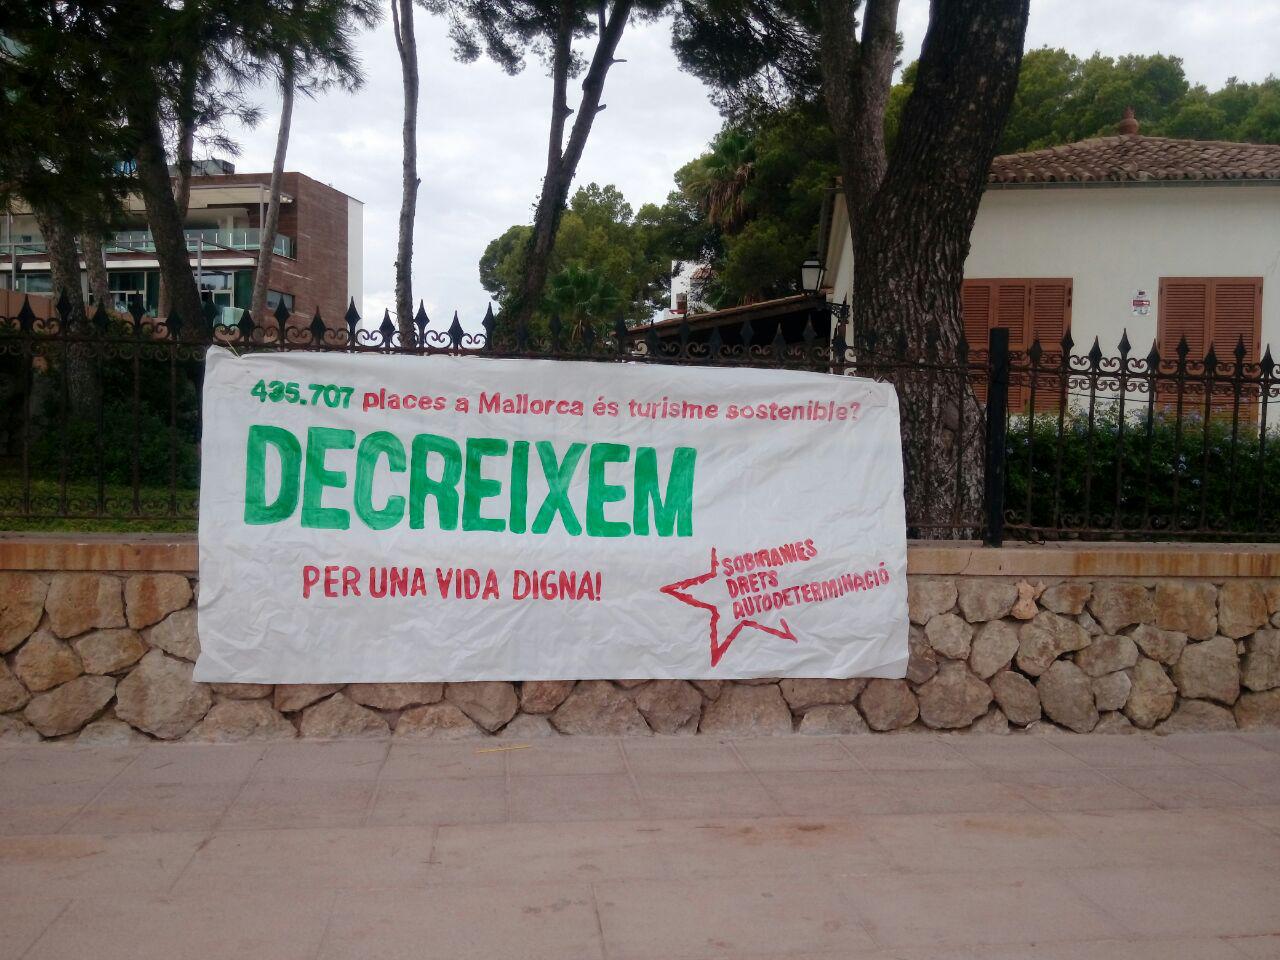 435.707 places a Mallorca és turisme sostenible?
DECREIXEM
PER UNA VIDA DIGNA!
SOBIRANIES
DRETS
AUTODETERMINACIÓ